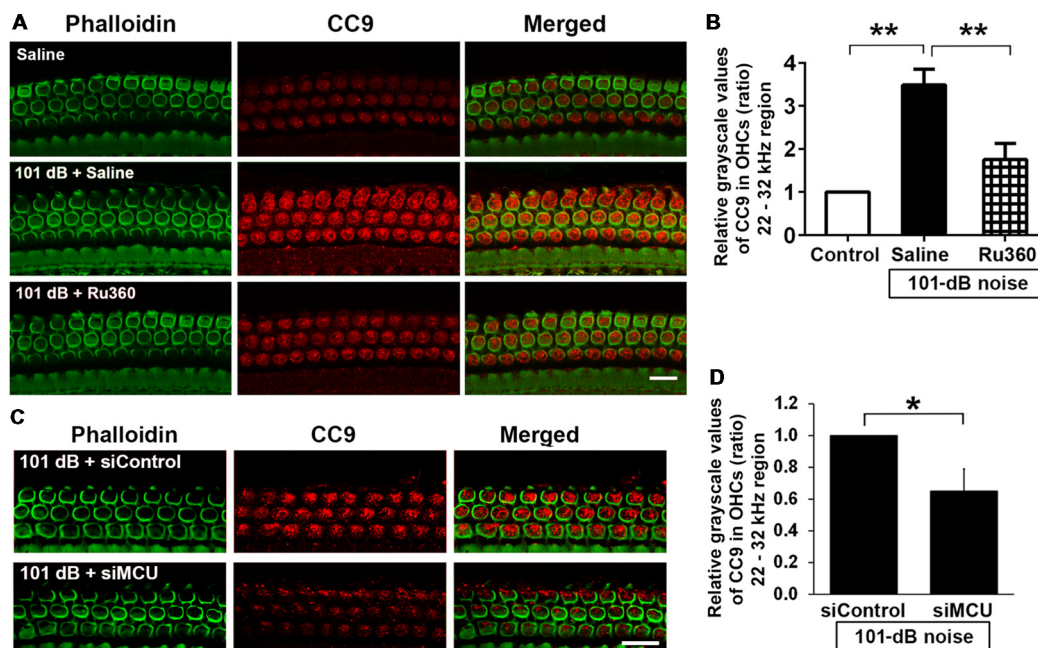 A
Phalloidin CC9 Merged
Saline
101 dB + Saline
101 dB + Ru360
B
** **
Relative grayscale values
of CC9 in OHCs (ratio)
22 - 32 kHz region
4
3
2
1
0
Control Saline Ru360
101-dB noise
C
Phalloidin CC9 Merged
101 dB + siControl
101 dB + siMCU
D
*
Relative grayscale values
of CC9 in OHCs (ratio)
22 - 32 kHz region
1.2
1.0
0.8
0.6
0.4
0.2
0.0
siControl siMCU
101-dB noise